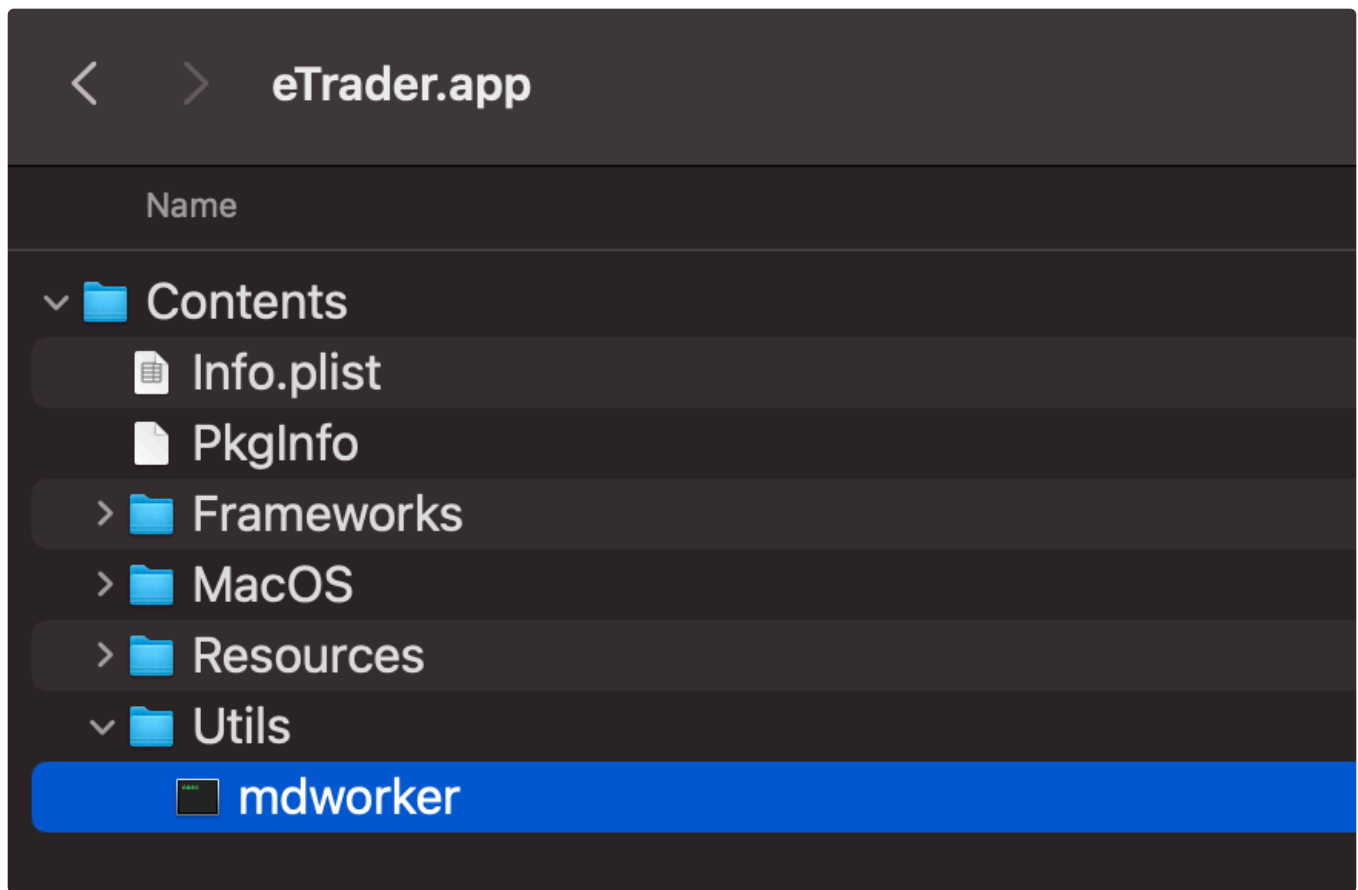 eTrader.app
Name
Contents
Info.plist
PkgInfo
Frameworks
MacOS
Resources
Utils
mdworker